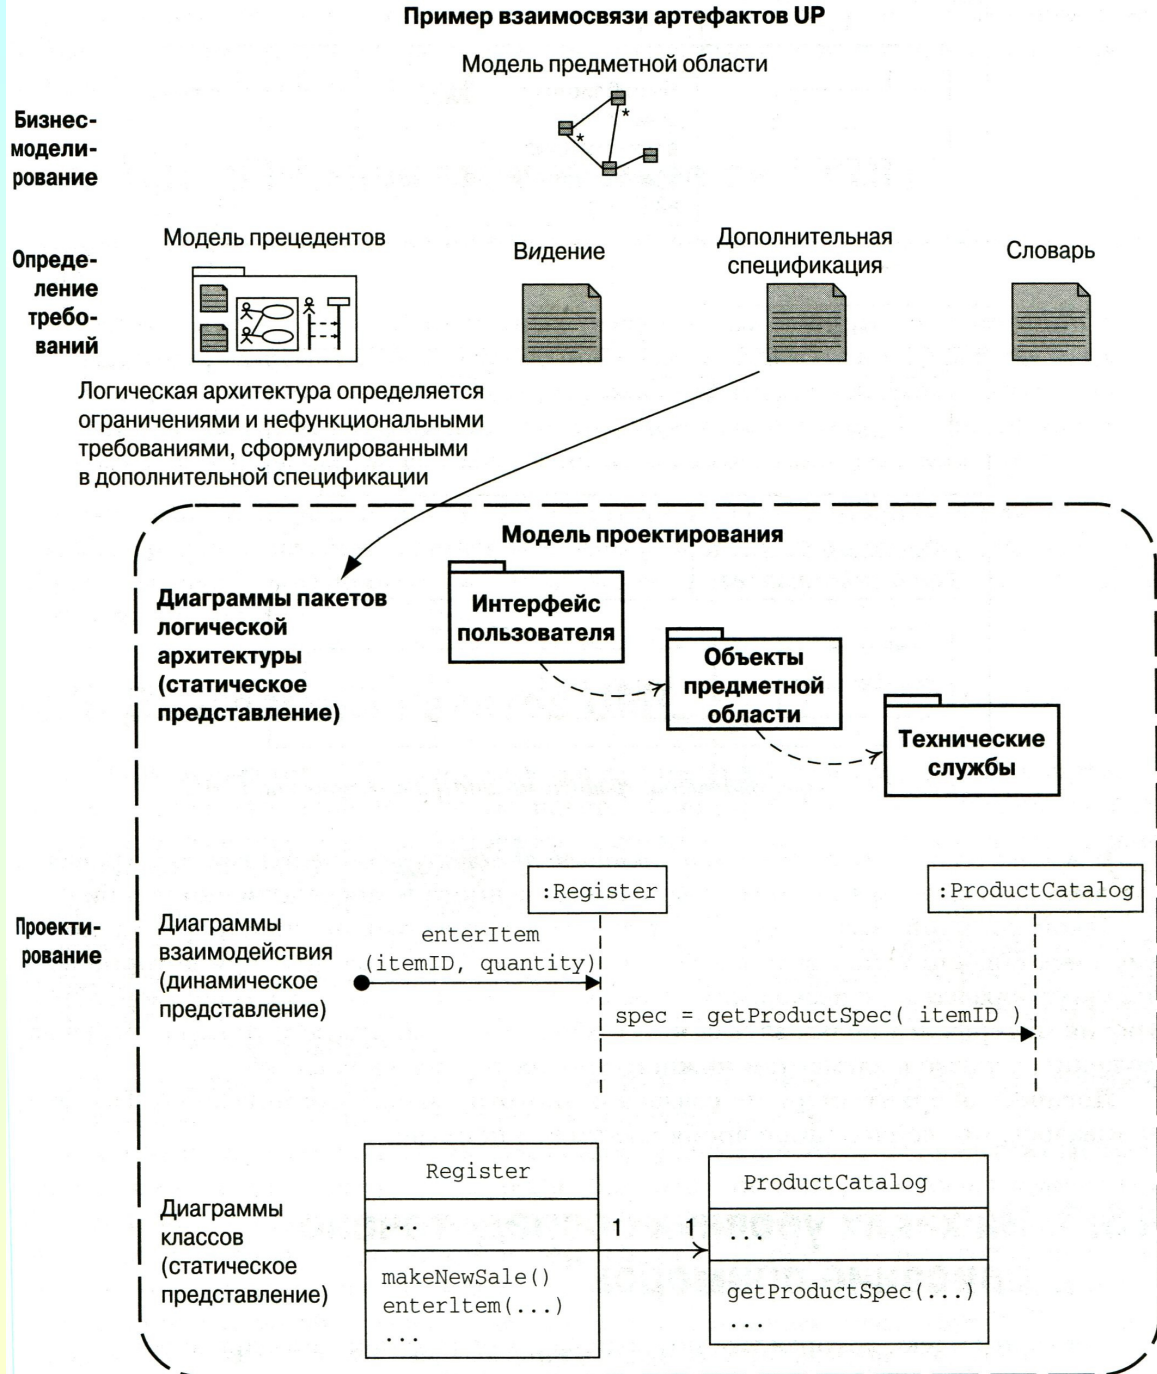 Пример взаимосвязи артефактов UP
Модель предметной области
Бизнес-
модели-
рование
*
*
Опреде-
ление
требо-
ваний
Модель прецедентов
Видение
Дополнительная
спецификация
Словарь
Логическая архитектура определяется
ограничениями и нефункциональными
требованиями, сформулированными
в дополнительной спецификации
Модель проектирования
Диаграммы пакетов
логической
архитектуры
(статическое
представление)
Интерфейс
пользователя
Объекты
предметной
области
Технические
службы
Проекти-
рование
Диаграммы
взаимодействия
(динамическое
представление)
:Register
:ProductCatalog
enterItem
(itemID, quantity)
spec = getProductSpec( itemID )
Диаграммы
классов
(статическое
представление)
Register
...
makeNewSale()
enterltem(...)
...
1
1
ProductCatalog
...
getProductSpec(...)
...